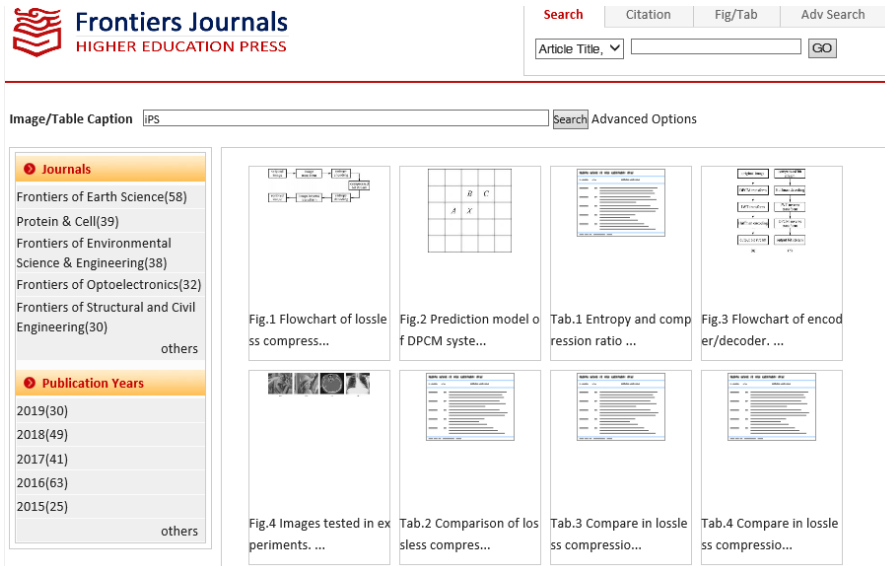 Frontiers Journals
HIGHER EDUCATION PRESS
Search
Citation
Fig/Tab
Adv Search
Article Title,
GO
Image/Table Caption
iPS
Search
Advanced Options
Journals
Frontiers of Earth Science(58)
Protein & Cell(39)
Frontiers of Environmental
Science & Engineering(38)
Frontiers of Optoelectronics(32)
Frontiers of Structural and Civil
Engineering(30)
others
Publication Years
2019(30)
2018(49)
2017(41)
2016(63)
2015(25)
others
B C
A X
Fig.1 Flowchart of lossle
ss compress...
Fig.2 Prediction model o
f DPCM syste...
Tab.1 Entropy and comp
ression ratio ...
Fig.3 Flowchart of encod
er/decoder. ...
Fig.4 Images tested in ex
periments. ...
Tab.2 Comparison of los
sless compres...
Tab.3 Compare in lossle
ss compressio...
Tab.4 Compare in lossle
ss compressio...